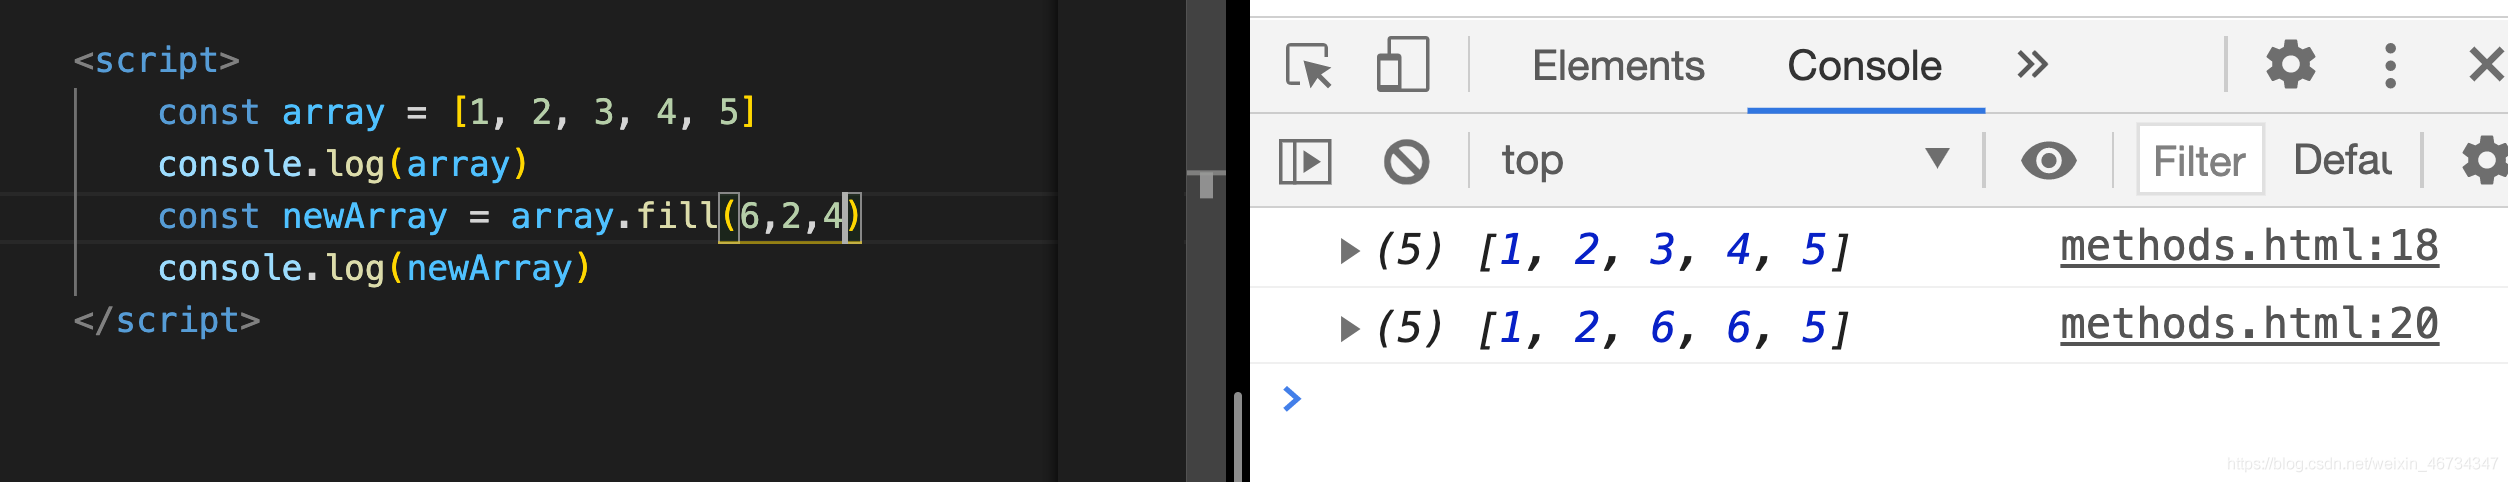 <script>
const array = [1, 2, 3, 4, 5]
console.log(array)
const newArray = array.fill(6,2,4)
console.log(newArray)
</script>
Elements Console
top Filter Defau
(5) [1, 2, 3, 4, 5] methods.html:18
(5) [1, 2, 6, 6, 5] methods.html:20
https://blog.csdn.net/weixin_46734347